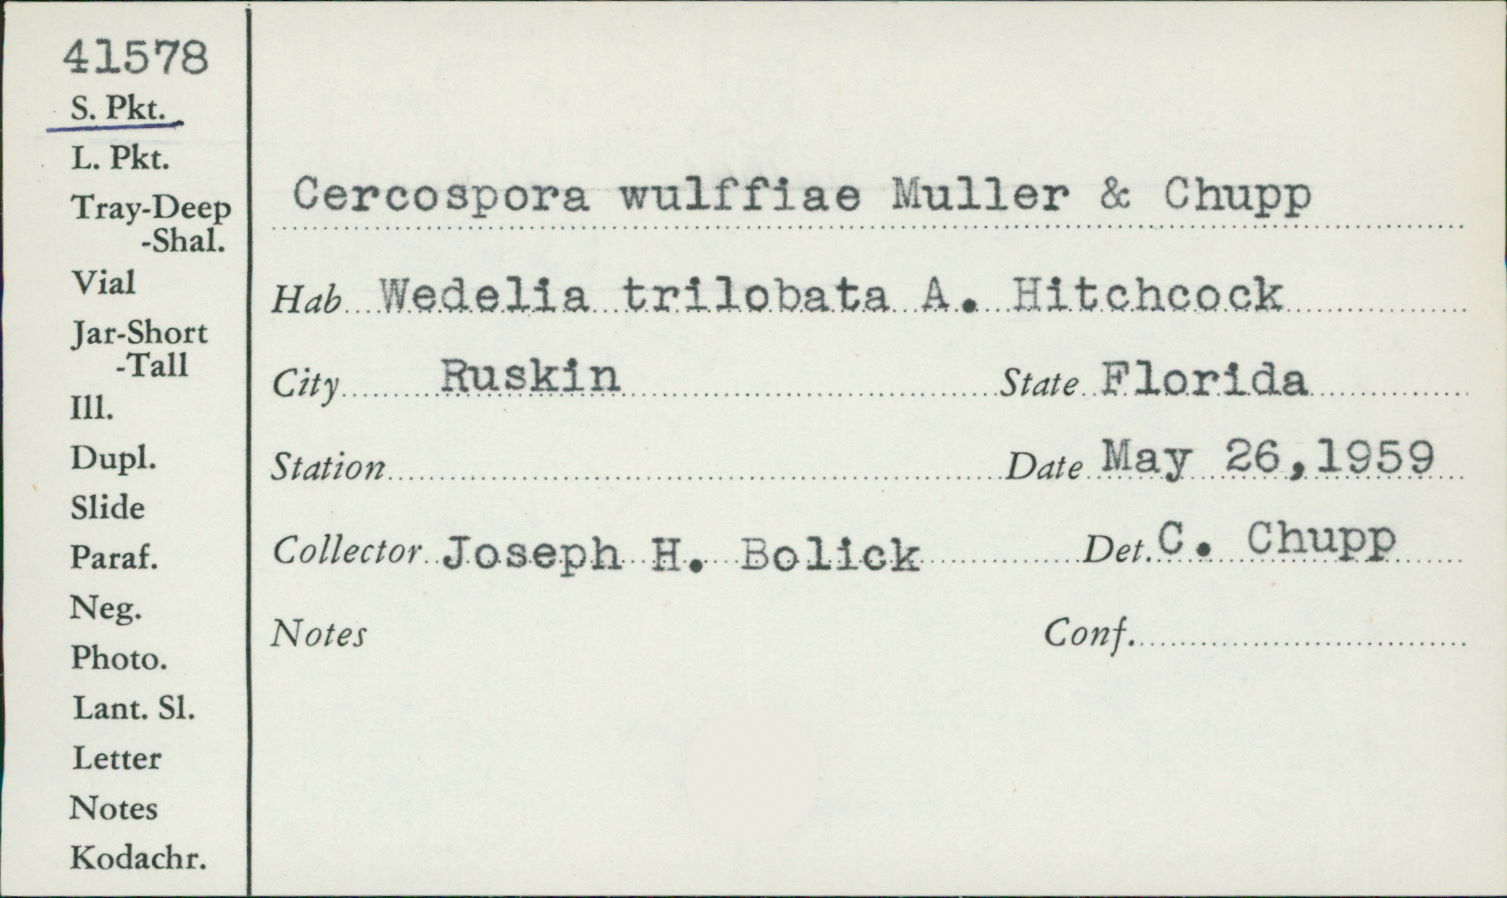 41578
S. Pkt.
L. Pkt.
Tray-Deep
-Shal.
Vial
Jar-Short
-Tall
Ill.
Dupl.
Slide
Paraf.
Neg.
Photo.
Lant. Sl.
Letter
Notes
Kodachr.
Cercospora wulffiae Muller & Chupp
Hab Wedelia trilobata A. Hitchcock
City Ruskin State Florida
Station Date May 26,1959
Collector Joseph H. Bolick Det. C. Chupp
Notes Conf.